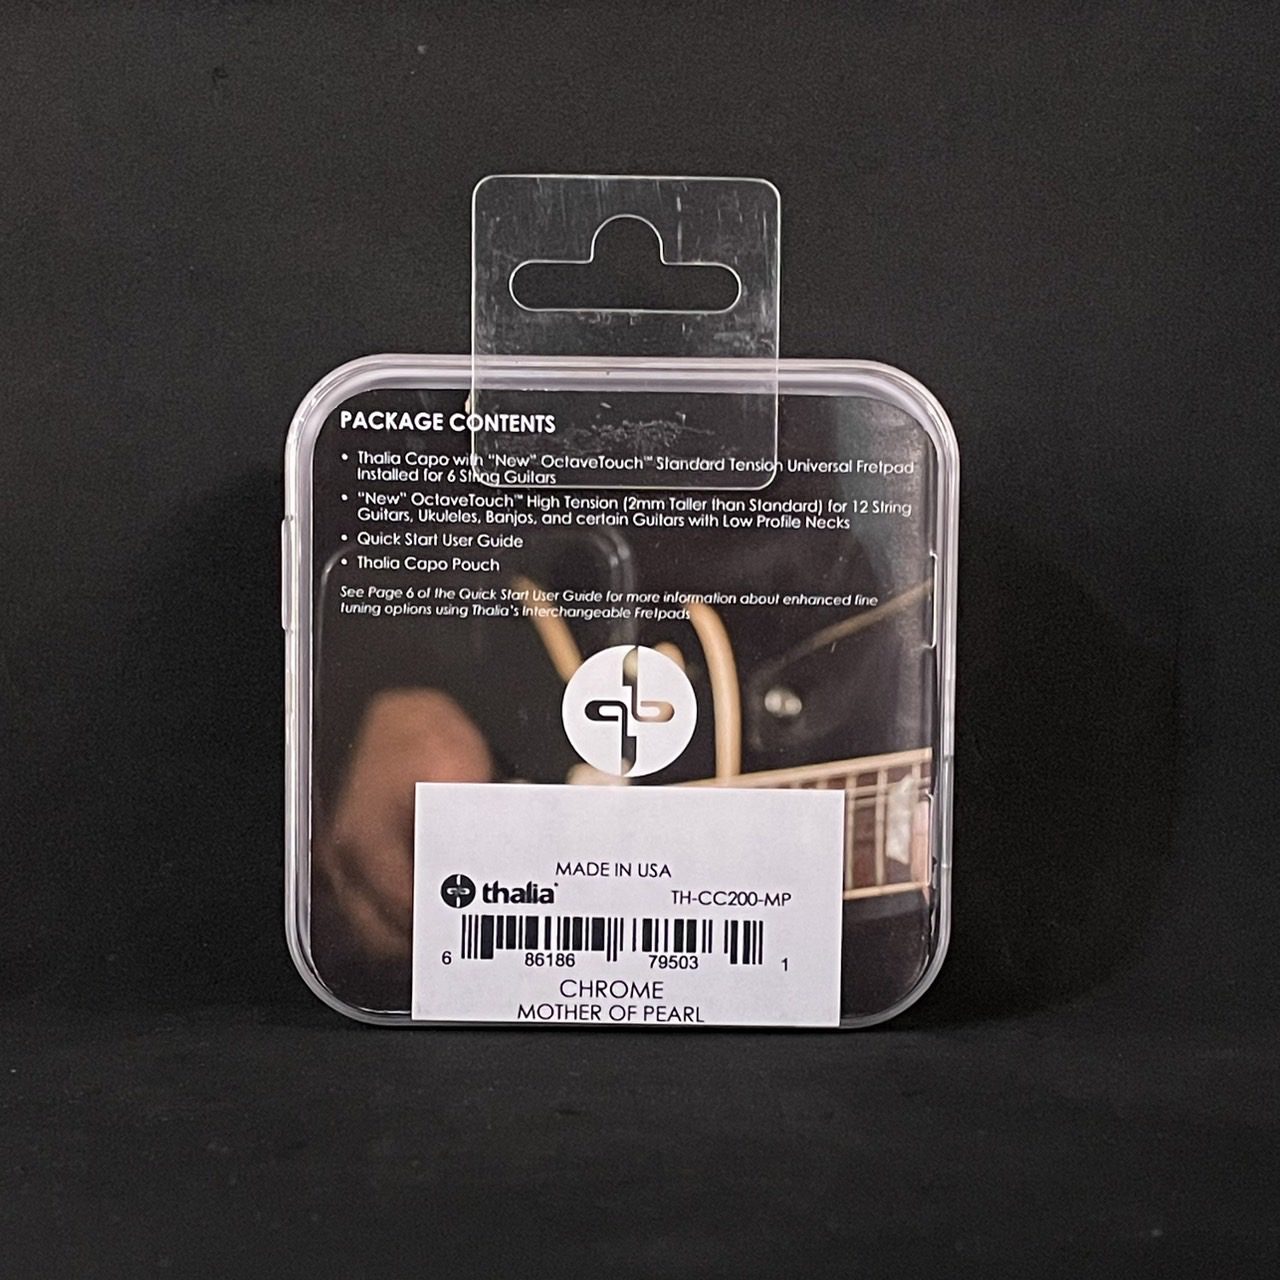 PACKAGE CONTENTS
• Thalia Capo with "New" OctaveTouch™ Standard Tension Universal Fretpad
Installed for 6 String Guitars
• "New" OctaveTouch™ High Tension (2mm Taller than Standard) for 12 String
Guitars, Ukuleles, Banjos, and certain Guitars with Low Profile Necks
• Quick Start User Guide
• Thalia Capo Pouch
See Page 6 of the Quick Start User Guide for more information about enhanced fine
tuning options using Thalia's Interchangeable Fretpads
MADE IN USA
thalia
TH-CC200-MP
6 86186 79503 1
CHROME
MOTHER OF PEARL